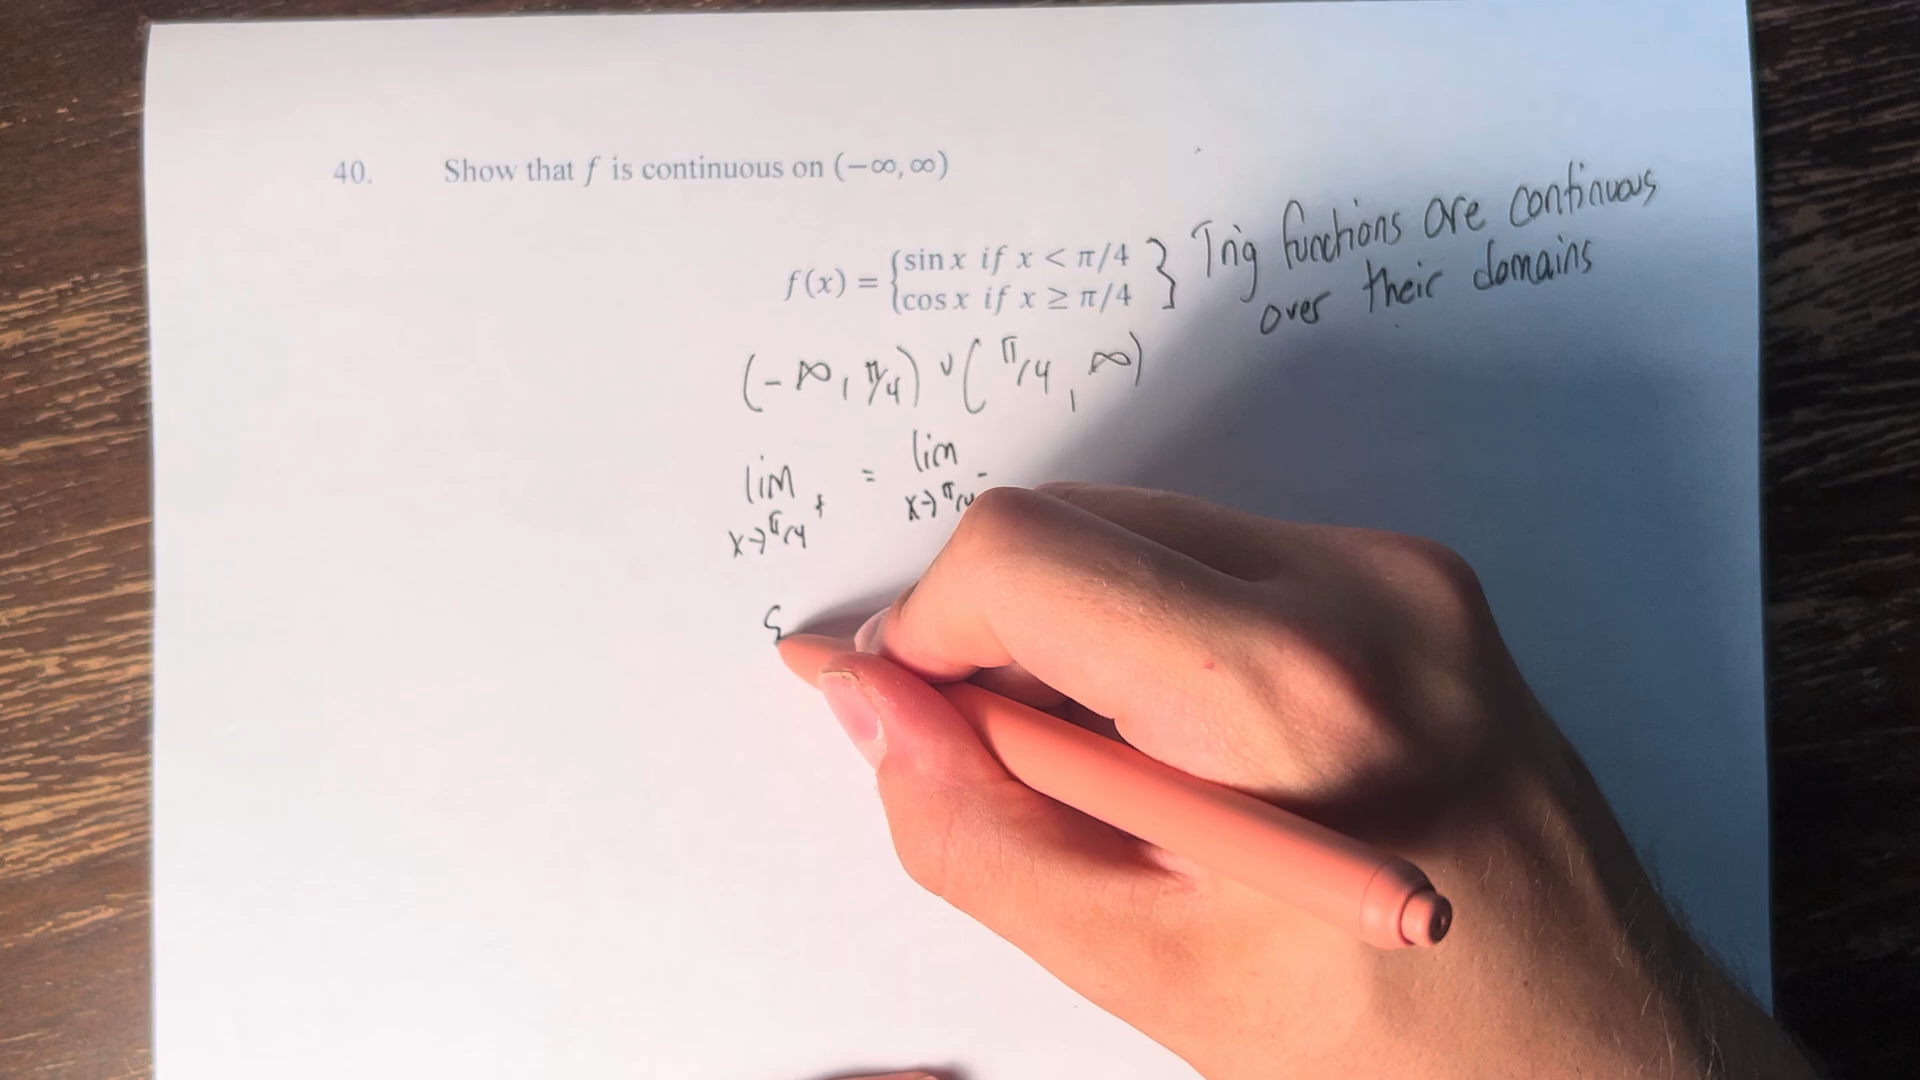 40. Show that f is continuous on (−∞, ∞)
f(x) = { sin x if x < π/4
cos x if x ≥ π/4 } Trig functions are continuous
over their domains
(-∞, π/4) ∪ (π/4, ∞)
lim = lim
x→π/4⁺ x→π/4⁻